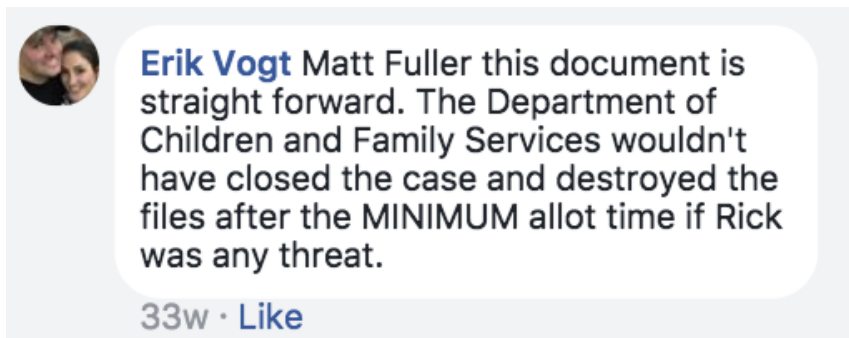 Erik Vogt Matt Fuller this document is
straight forward. The Department of
Children and Family Services wouldn't
have closed the case and destroyed the
files after the MINIMUM allot time if Rick
was any threat.
33w · Like